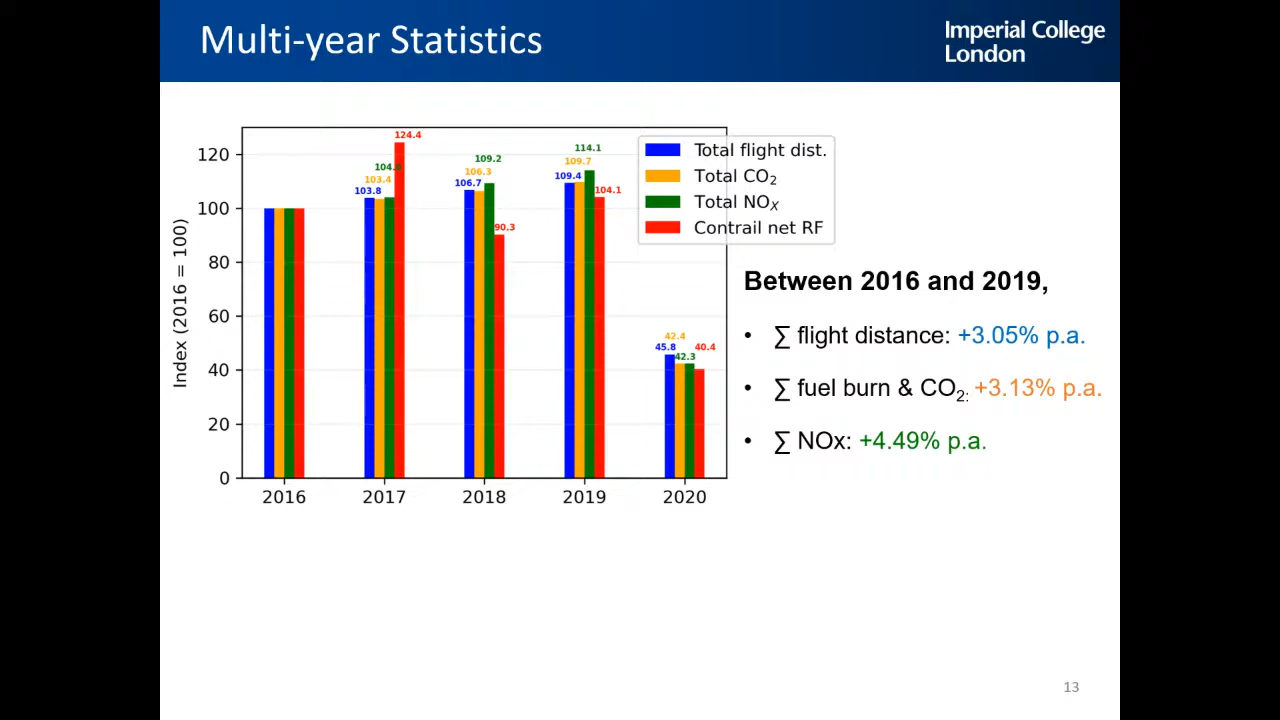 Multi-year Statistics
Imperial College
London
Index (2016 = 100)
120
100
80
60
40
20
0
2016
2017
2018
2019
2020
103.8
103.4
124.4
106.7
106.3
109.2
90.3
109.4
109.7
114.1
104.1
45.8
42.4
42.3
40.4
Total flight dist.
Total CO₂
Total NOₓ
Contrail net RF
Between 2016 and 2019,
• ∑ flight distance: +3.05% p.a.
• ∑ fuel burn & CO₂: +3.13% p.a.
• ∑ NOx: +4.49% p.a.
13